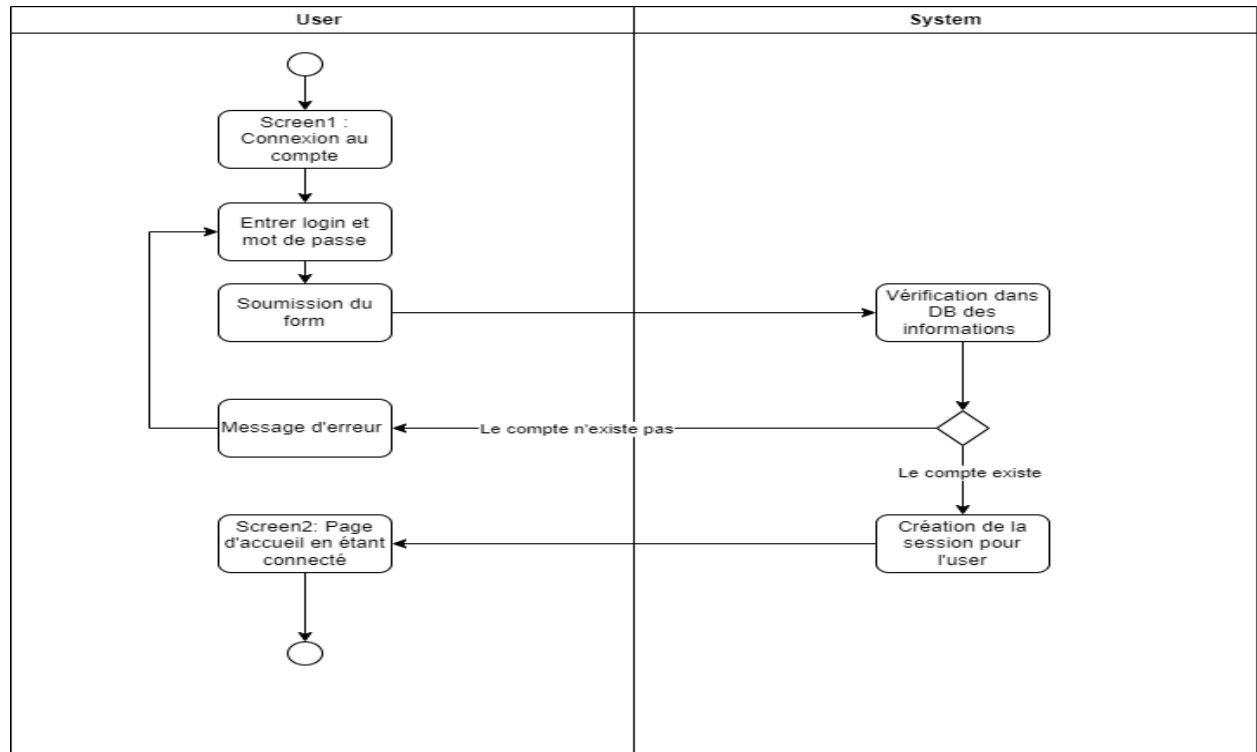 User
System
Screen1 :
Connexion au
compte
Entrer login et
mot de passe
Soumission du
form
Vérification dans
DB des
informations
Message d'erreur
Le compte n'existe pas
Le compte existe
Screen2: Page
d'accueil en étant
connecté
Création de la
session pour
l'user